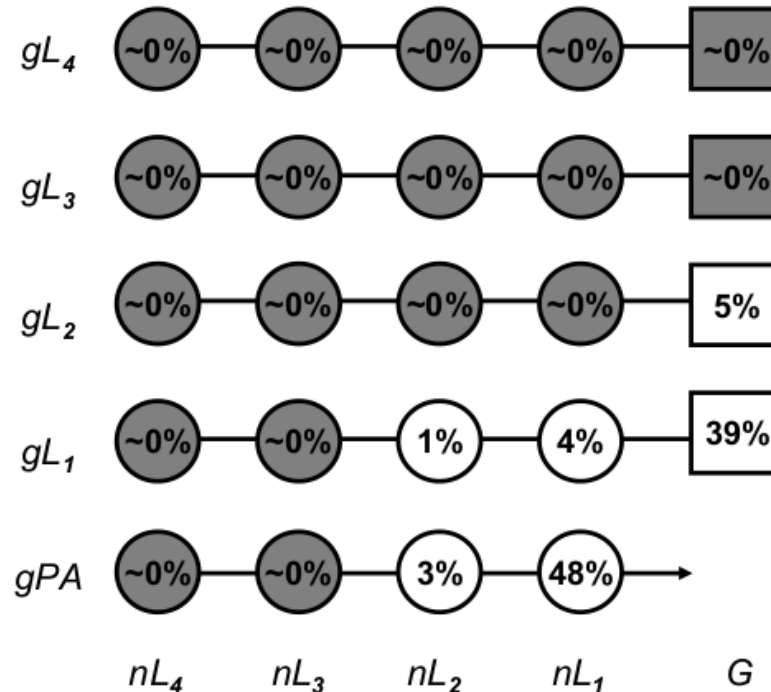 gL₄ ~0% ~0% ~0% ~0% ~0%
gL₃ ~0% ~0% ~0% ~0% ~0%
gL₂ ~0% ~0% ~0% ~0% 5%
gL₁ ~0% ~0% 1% 4% 39%
gPA ~0% ~0% 3% 48%
nL₄ nL₃ nL₂ nL₁ G